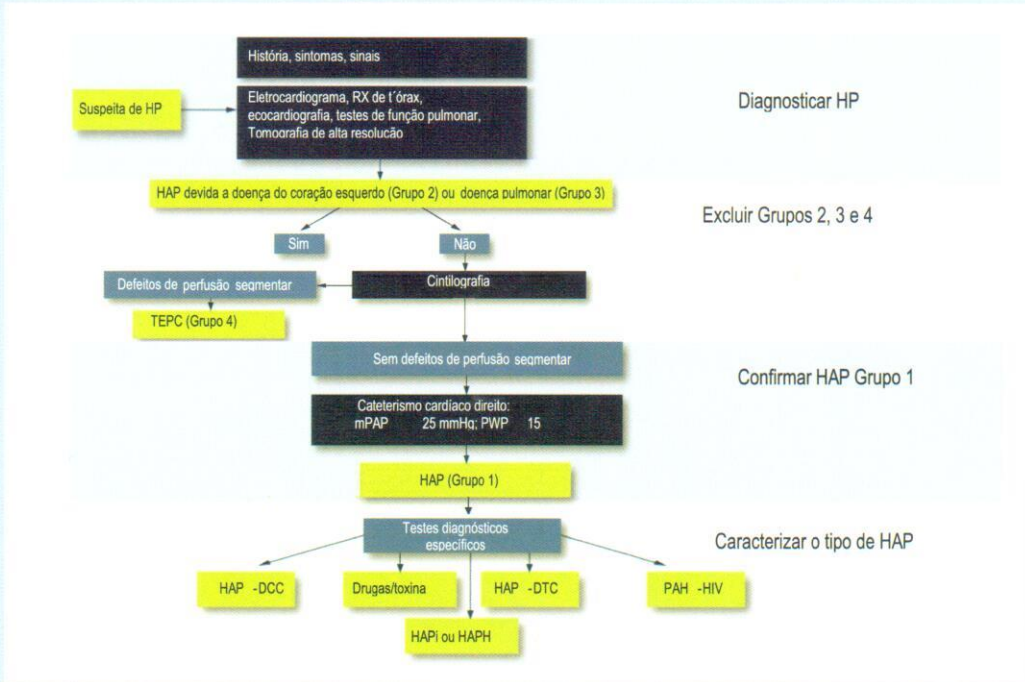 História, sintomas, sinais
Suspeita de HP
Eletrocardiograma, RX de t´órax,
ecocardiografia, testes de função pulmonar,
Tomografia de alta resolução
Diagnosticar HP
HAP devida a doença do coração esquerdo (Grupo 2) ou doença pulmonar (Grupo 3)
Excluir Grupos 2, 3 e 4
Sim
Não
Defeitos de perfusão segmentar
Cintilografia
TEPC (Grupo 4)
Sem defeitos de perfusão segmentar
Confirmar HAP Grupo 1
Cateterismo cardíaco direito:
mPAP 25 mmHg; PWP 15
HAP (Grupo 1)
Testes diagnósticos
específicos
Caracterizar o tipo de HAP
HAP -DCC
Drugas/toxina
HAP -DTC
PAH -HIV
HAPi ou HAPH